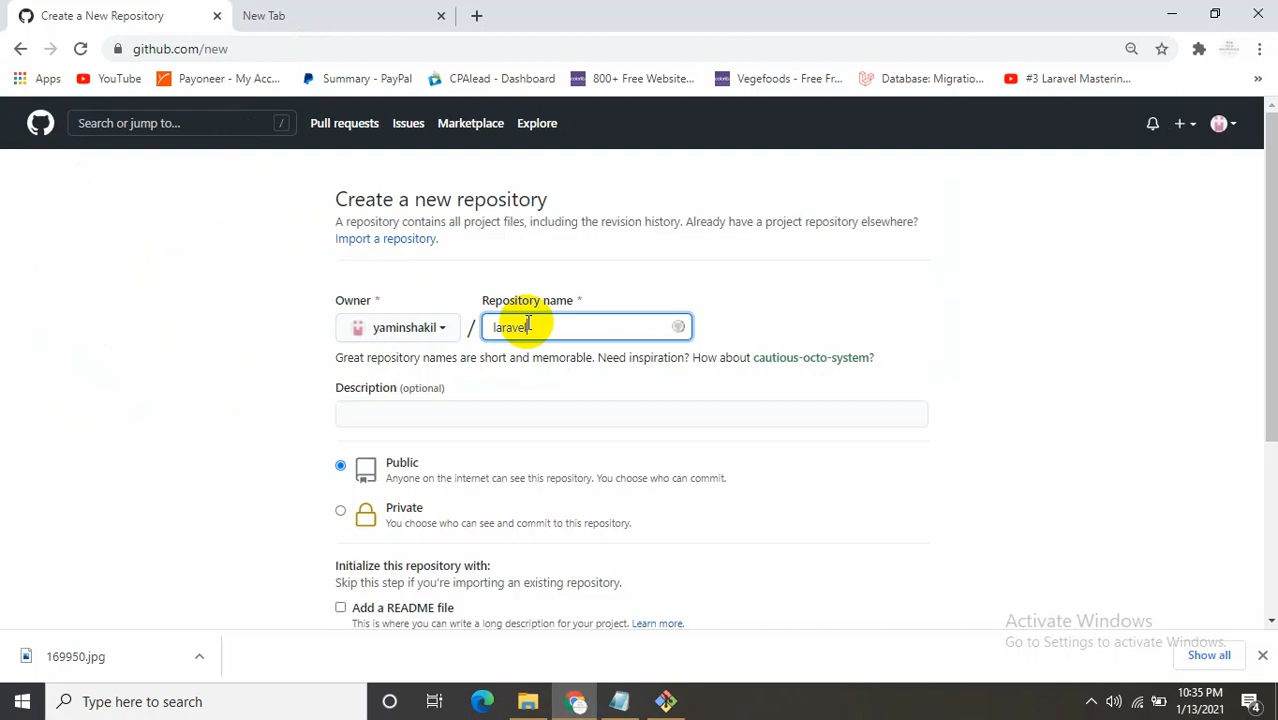 Create a New Repository
New Tab
github.com/new
Apps
YouTube
Payoneer - My Acc...
Summary - PayPal
CPAlead - Dashboard
800+ Free Website...
Vegefoods - Free Fr...
Database: Migratio...
#3 Laravel Masterin...
»
Search or jump to...
/
Pull requests
Issues
Marketplace
Explore
Create a new repository
A repository contains all project files, including the revision history. Already have a project repository elsewhere?
Import a repository.
Owner *
Repository name *
yaminshakil
/
laravel
Great repository names are short and memorable. Need inspiration? How about cautious-octo-system?
Description (optional)
Public
Anyone on the internet can see this repository. You choose who can commit.
Private
You choose who can see and commit to this repository.
Initialize this repository with:
Skip this step if you're importing an existing repository.
Add a README file
This is where you can write a long description for your project. Learn more.
Activate Windows
Go to Settings to activate Windows.
169950.jpg
Show all
Type here to search
10:35 PM
1/13/2021
4